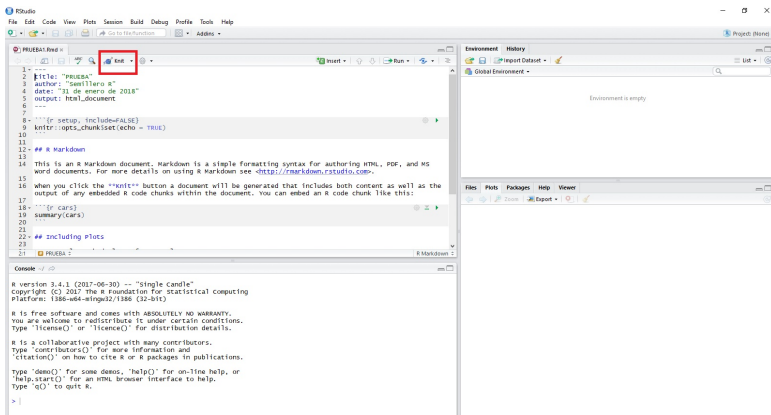 RStudio
File Edit Code View Plots Session Build Debug Profile Tools Help
Go to file/function
Addins
Project: (None)
PRUEBA1.Rmd
Knit
Insert
Run
1 ---
2 title: "PRUEBA"
3 author: "Semillero R"
4 date: "31 de enero de 2018"
5 output: html_document
6 ---
7
8 ```{r setup, include=FALSE}
9 knitr::opts_chunk$set(echo = TRUE)
10 ```
11
12 ## R Markdown
13
14 This is an R Markdown document. Markdown is a simple formatting syntax for authoring HTML, PDF, and MS
Word documents. For more details on using R Markdown see <http://rmarkdown.rstudio.com>.
15
16 When you click the **Knit** button a document will be generated that includes both content as well as the
output of any embedded R code chunks within the document. You can embed an R code chunk like this:
17
18 ```{r cars}
19 summary(cars)
20 ```
21
22 ## Including Plots
23
2:1 PRUEBA R Markdown
Console ~/
R version 3.4.1 (2017-06-30) -- "Single Candle"
Copyright (C) 2017 The R Foundation for Statistical Computing
Platform: i386-w64-mingw32/i386 (32-bit)
R is free software and comes with ABSOLUTELY NO WARRANTY.
You are welcome to redistribute it under certain conditions.
Type 'license()' or 'licence()' for distribution details.
R is a collaborative project with many contributors.
Type 'contributors()' for more information and
'citation()' on how to cite R or R packages in publications.
Type 'demo()' for some demos, 'help()' for on-line help, or
'help.start()' for an HTML browser interface to help.
Type 'q()' to quit R.
>
Environment History
Import Dataset
List
Global Environment
Environment is empty
Files Plots Packages Help Viewer
Zoom Export